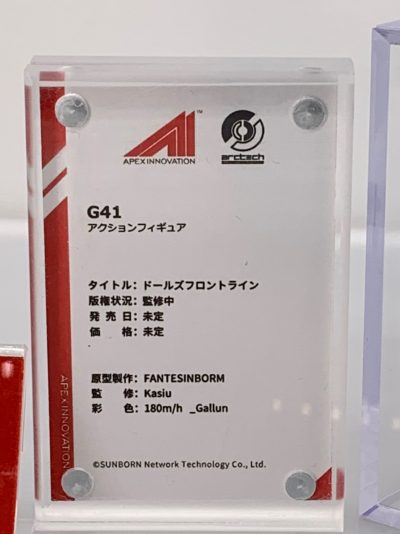 AI™
APEX INNOVATION
arctech
G41
アクションフィギュア
タイトル：ドールズフロントライン
版権状況：監修中
発売日：未定
価　　格：未定
原型製作：FANTESINBORM
監　　修：Kasiu
彩　　色：180m/h _Gallun
APEX INNOVATION
©SUNBORN Network Technology Co., Ltd.